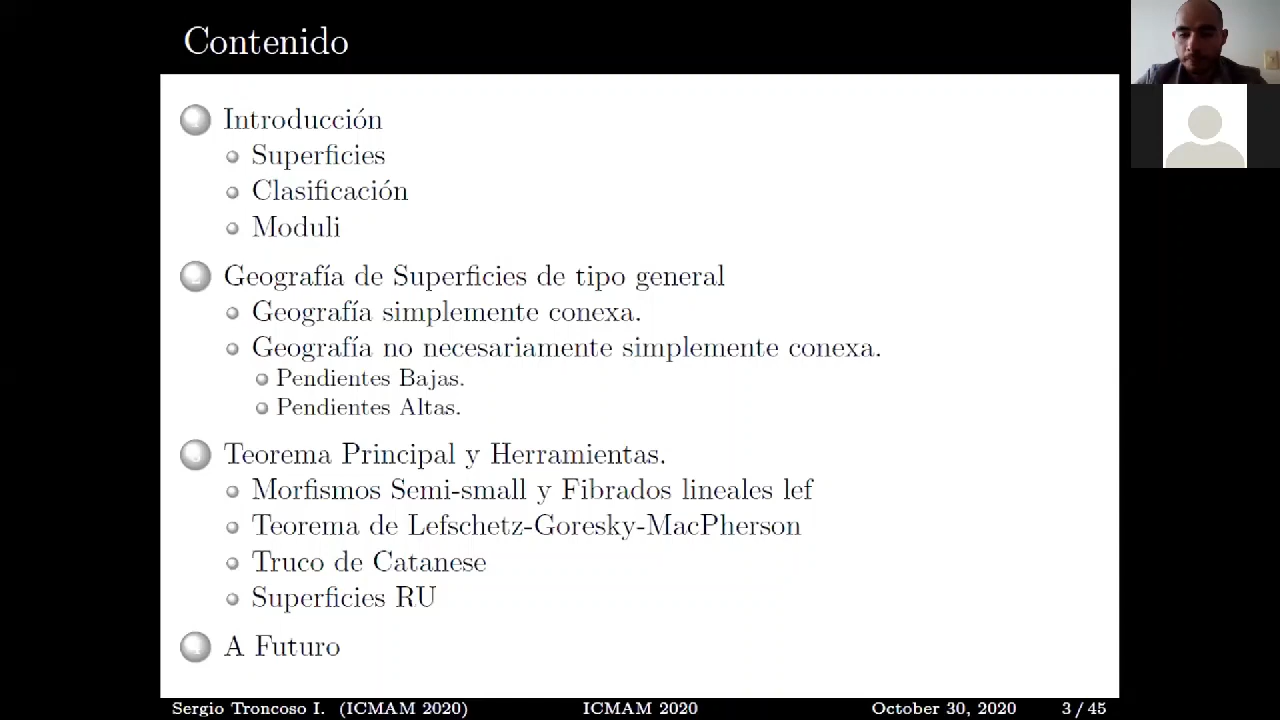 Contenido
Introducción
Superficies
Clasificación
Moduli
Geografía de Superficies de tipo general
Geografía simplemente conexa.
Geografía no necesariamente simplemente conexa.
Pendientes Bajas.
Pendientes Altas.
Teorema Principal y Herramientas.
Morfismos Semi-small y Fibrados lineales lef
Teorema de Lefschetz-Goresky-MacPherson
Truco de Catanese
Superficies RU
A Futuro
Sergio Troncoso I. (ICMAM 2020) ICMAM 2020 October 30, 2020 3 / 45